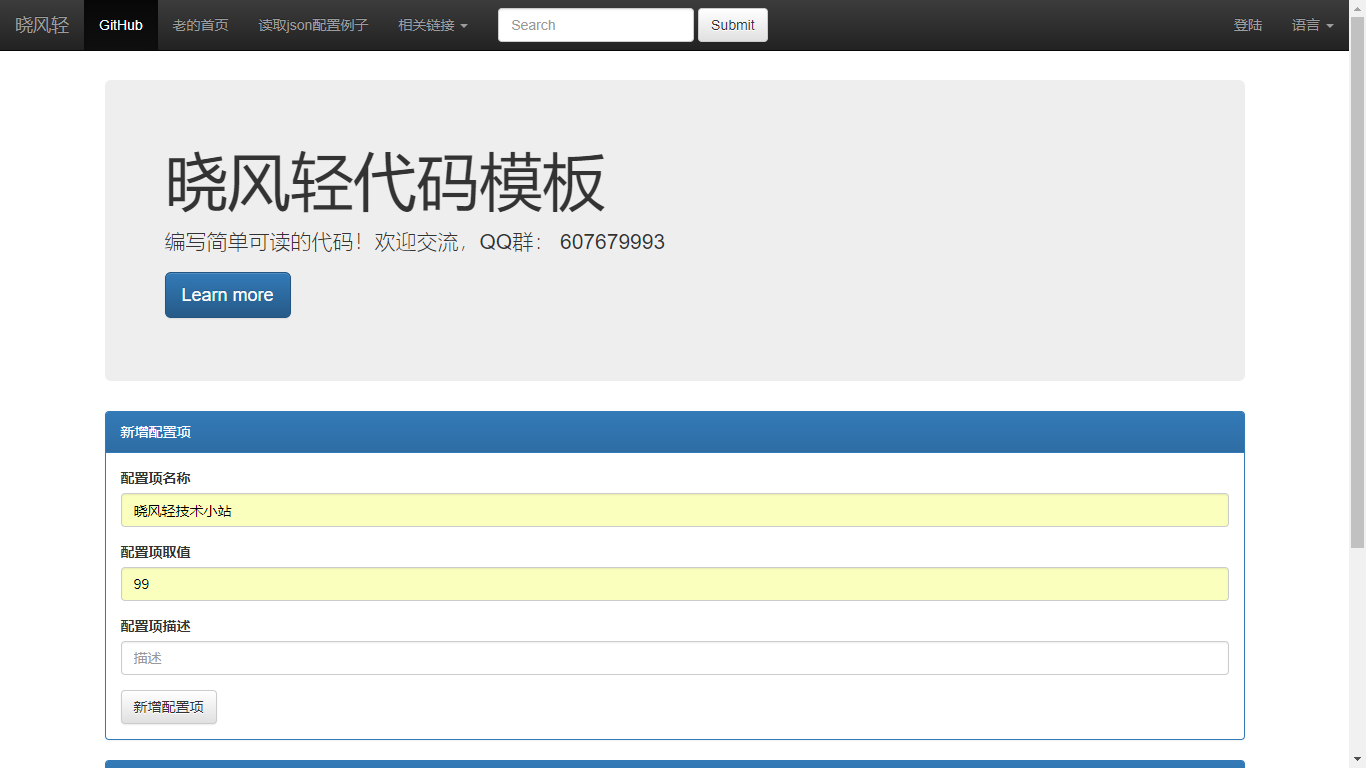 晓风轻 GitHub 老的首页 读取json配置例子 相关链接 Search Submit 登陆 语言
晓风轻代码模板
编写简单可读的代码！欢迎交流，QQ群： 607679993
Learn more
新增配置项
配置项名称
晓风轻技术小站
配置项取值
99
配置项描述
描述
新增配置项